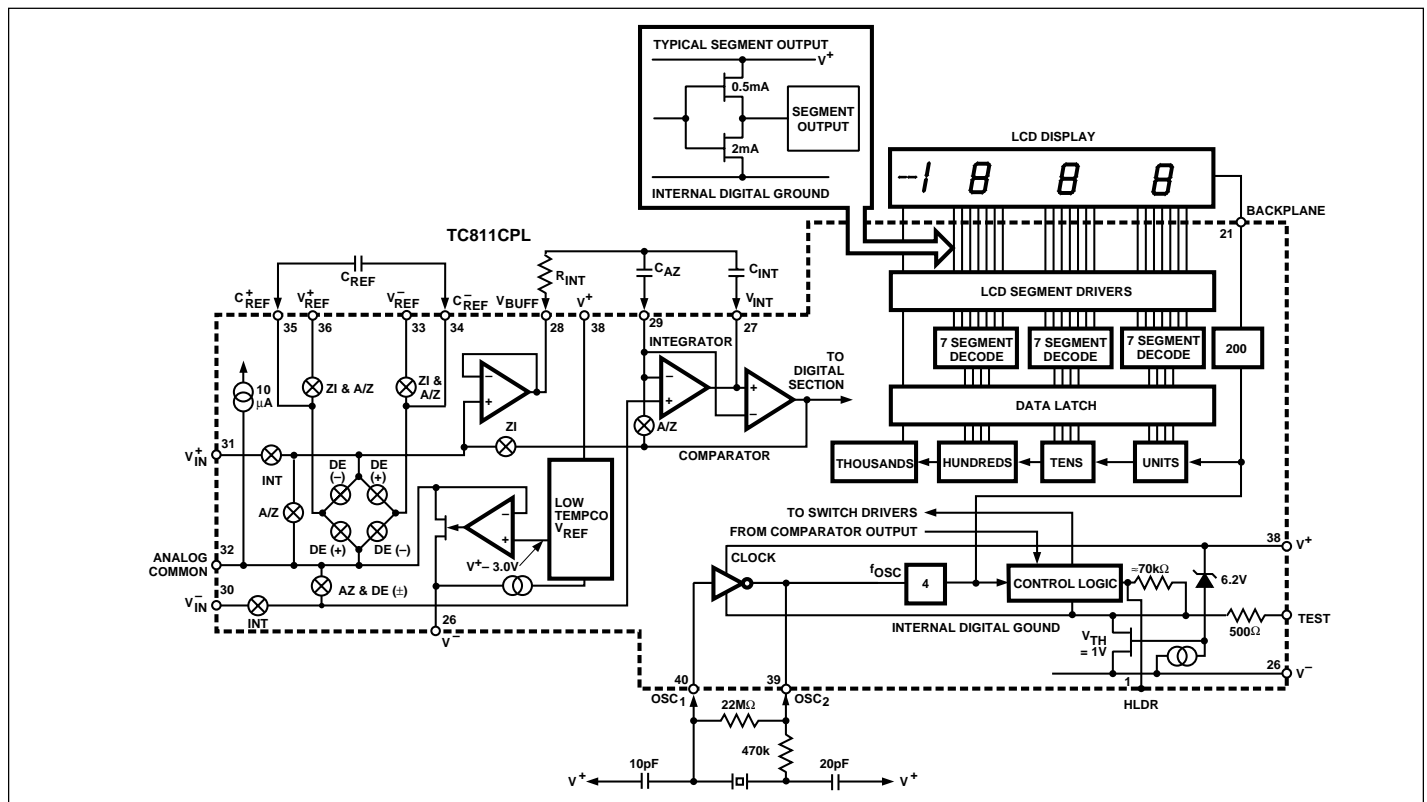 TYPICAL SEGMENT OUTPUT
V+
0.5mA
SEGMENT
OUTPUT
2mA
INTERNAL DIGITAL GROUND
LCD DISPLAY
-1 8 8 8
BACKPLANE
21
TC811CPL
CREF
RINT
CAZ
CINT
C+REF
V+REF
V–REF
C–REF
VBUFF
V+
VINT
35
36
33
34
28
38
29
27
LCD SEGMENT DRIVERS
7 SEGMENT
DECODE
7 SEGMENT
DECODE
7 SEGMENT
DECODE
200
DATA LATCH
THOUSANDS
HUNDREDS
TENS
UNITS
INTEGRATOR
TO
DIGITAL
SECTION
10
µA
ZI & A/Z
ZI &
A/Z
–
+
–
+
+
–
A/Z
ZI
COMPARATOR
31
V+IN
INT
DE
(–)
DE
(+)
A/Z
DE (+)
DE (–)
–
+
LOW
TEMPCO
VREF
V+– 3.0V
32
ANALOG
COMMON
30
V–IN
INT
AZ & DE (±)
26
V–
TO SWITCH DRIVERS
FROM COMPARATOR OUTPUT
CLOCK
fOSC
4
CONTROL LOGIC
≈70kΩ
6.2V
38
V+
TEST
500Ω
INTERNAL DIGITAL GOUND
VTH
= 1V
26
V–
1
HLDR
40
OSC1
39
OSC2
22MΩ
470k
10pF
20pF
V+
V+